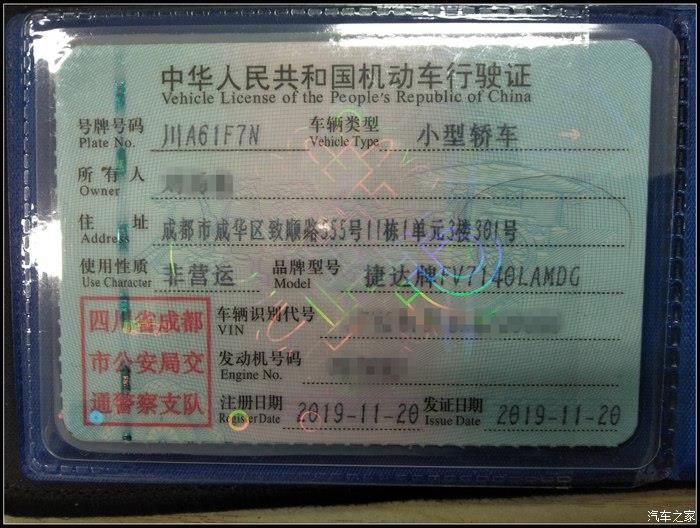 中华人民共和国机动车行驶证
Vehicle License of the People's Republic of China
号牌号码 川A61F7N 车辆类型 小型轿车
Plate No. Vehicle Type
所有人
Owner
住址 成都市成华区致顺路555号11栋1单元3楼301号
Address
使用性质 非营运 品牌型号 捷达牌FV7140LAMDG
Use Character Model
四川省成都
市公安局交
通警察支队
车辆识别代号
VIN
发动机号码
Engine No.
注册日期 2019-11-20 发证日期 2019-11-20
Register Date Issue Date
汽车之家